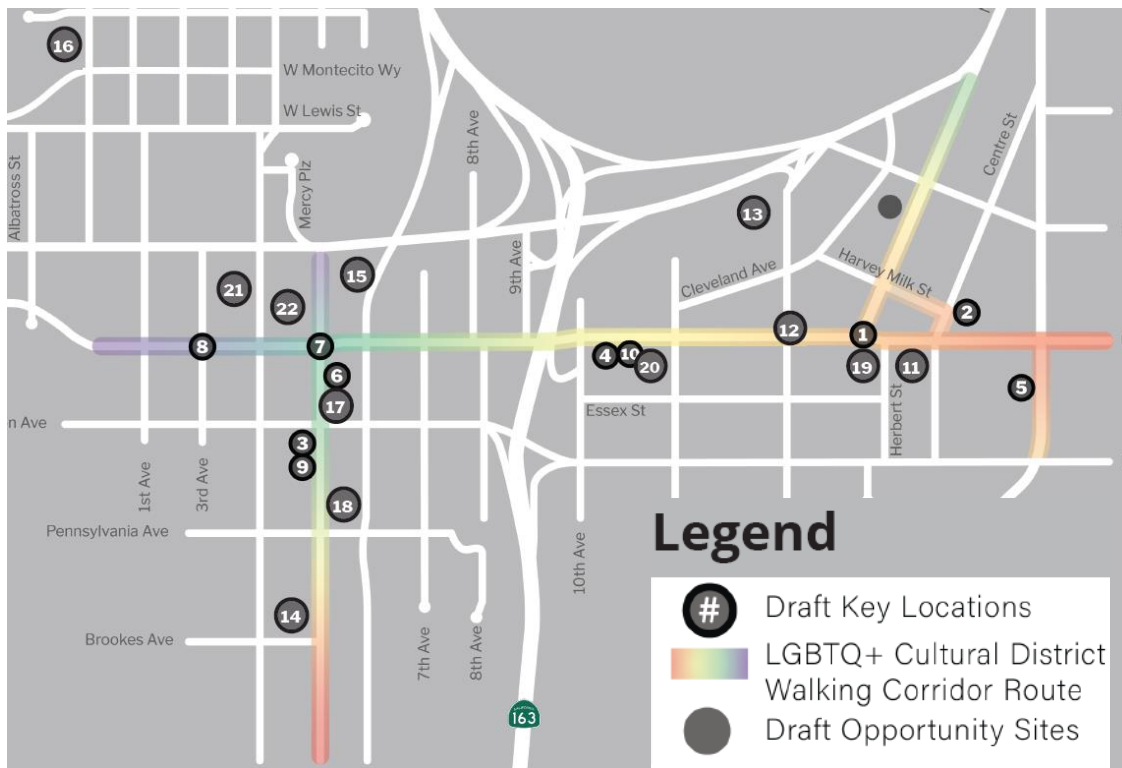 16
W Montecito Wy
W Lewis St
8th Ave
Centre St
Albatross St
Mercy Plz
13
9th Ave
15
Harvey Milk St
21
Cleveland Ave
22
2
12
1
8
7
4
10
20
19
11
6
5
17
Essex St
Herbert St
n Ave
3
9
1st Ave
3rd Ave
18
Pennsylvania Ave
Legend
10th Ave
14
# Draft Key Locations
Brookes Ave
7th Ave
8th Ave
LGBTQ+ Cultural District
Walking Corridor Route
CALIFORNIA
163
Draft Opportunity Sites